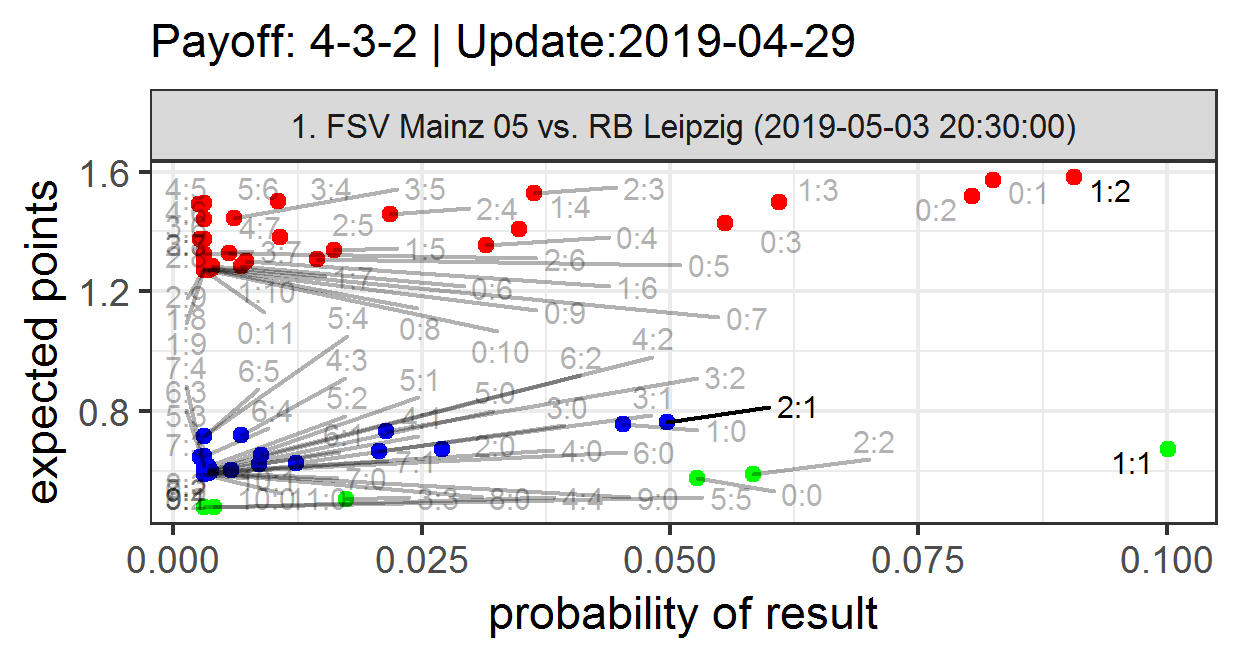 Payoff: 4-3-2 | Update:2019-04-29
1. FSV Mainz 05 vs. RB Leipzig (2019-05-03 20:30:00)
expected points
1.6
1.2
0.8
4:5 5:6 3:4 3:5 2:3 1:3 0:1 1:2
2:4 1:4 0:2
4:7 2:5 0:4 0:3
3:7 1:5 2:6 0:5
1:7
2:9 1:10 0:6 1:6
1:8 5:4 0:9 0:7
1:9 0:11 0:8
4:2
7:4 4:3 0:10 6:2
6:5 5:1 3:2
6:3 5:2 5:0 3:1
5:3 6:4 4:1 3:0 2:1
6:1 1:0
2:0 4:0 6:0 2:2
7:1 1:1
7:0
10:0 11:0 3:3 8:0 4:4 9:0 5:5 0:0
0.000 0.025 0.050 0.075 0.100
probability of result